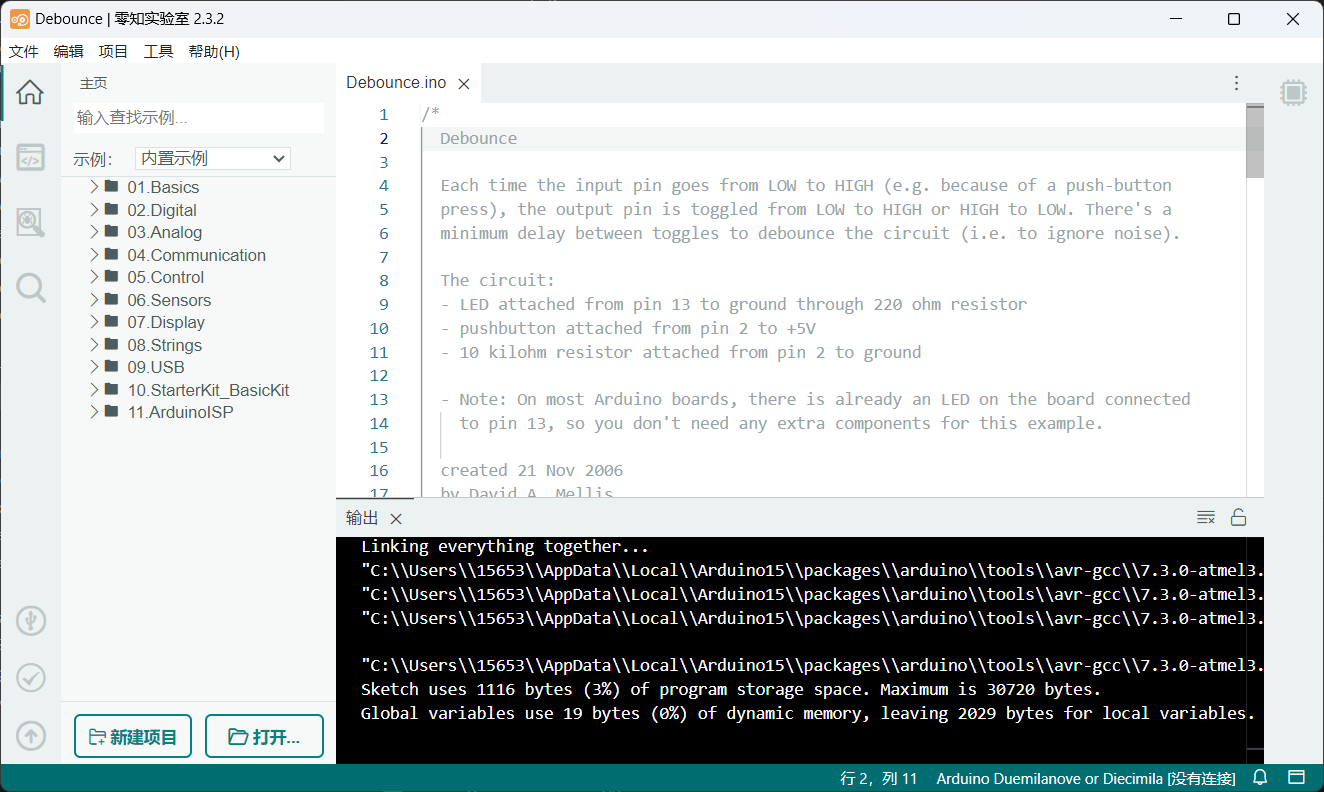 Debounce | 零知实验室 2.3.2
文件 编辑 项目 工具 帮助(H)
主页
输入查找示例...
示例: 内置示例
01.Basics
02.Digital
03.Analog
04.Communication
05.Control
06.Sensors
07.Display
08.Strings
09.USB
10.StarterKit_BasicKit
11.ArduinoISP
新建项目 打开...
Debounce.ino
1 /*
2 Debounce
3
4 Each time the input pin goes from LOW to HIGH (e.g. because of a push-button
5 press), the output pin is toggled from LOW to HIGH or HIGH to LOW. There's a
6 minimum delay between toggles to debounce the circuit (i.e. to ignore noise).
7
8 The circuit:
9 - LED attached from pin 13 to ground through 220 ohm resistor
10 - pushbutton attached from pin 2 to +5V
11 - 10 kilohm resistor attached from pin 2 to ground
12
13 - Note: On most Arduino boards, there is already an LED on the board connected
14 to pin 13, so you don't need any extra components for this example.
15
16 created 21 Nov 2006
17 by David A. Mellis
输出
Linking everything together...
"C:\\Users\\15653\\AppData\\Local\\Arduino15\\packages\\arduino\\tools\\avr-gcc\\7.3.0-atmel3.
"C:\\Users\\15653\\AppData\\Local\\Arduino15\\packages\\arduino\\tools\\avr-gcc\\7.3.0-atmel3.
"C:\\Users\\15653\\AppData\\Local\\Arduino15\\packages\\arduino\\tools\\avr-gcc\\7.3.0-atmel3.
"C:\\Users\\15653\\AppData\\Local\\Arduino15\\packages\\arduino\\tools\\avr-gcc\\7.3.0-atmel3.
Sketch uses 1116 bytes (3%) of program storage space. Maximum is 30720 bytes.
Global variables use 19 bytes (0%) of dynamic memory, leaving 2029 bytes for local variables.
行 2，列 11 Arduino Duemilanove or Diecimila [没有连接]